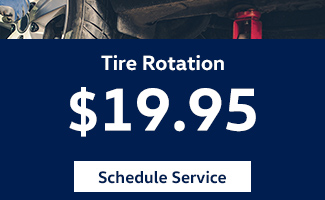 Tire Rotation
$19.95
Schedule Service